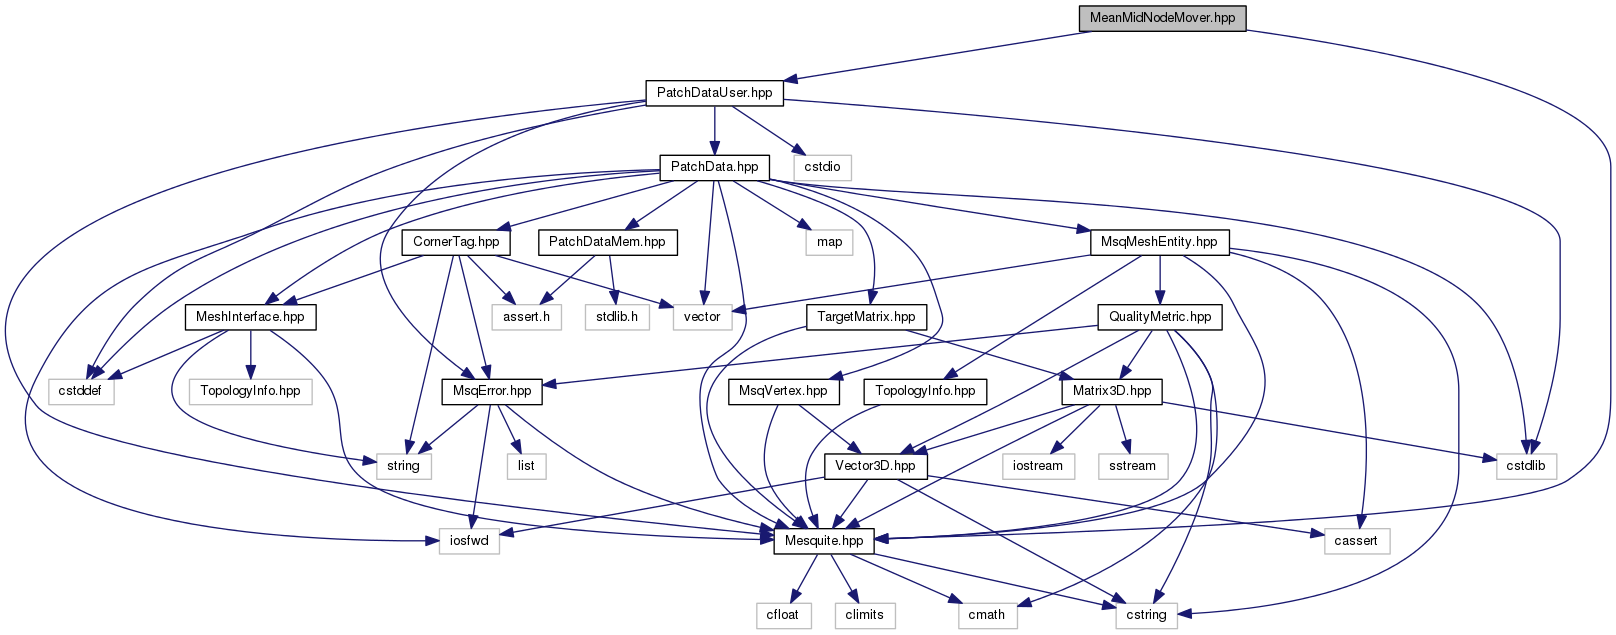 MeanMidNodeMover.hpp
PatchDataUser.hpp
PatchData.hpp
cstdio
CornerTag.hpp
PatchDataMem.hpp
map
MsqMeshEntity.hpp
MeshInterface.hpp
assert.h
stdlib.h
vector
TargetMatrix.hpp
QualityMetric.hpp
cstddef
TopologyInfo.hpp
MsqError.hpp
MsqVertex.hpp
TopologyInfo.hpp
Matrix3D.hpp
string
list
Vector3D.hpp
iostream
sstream
cstdlib
iosfwd
Mesquite.hpp
cassert
cfloat
climits
cmath
cstring